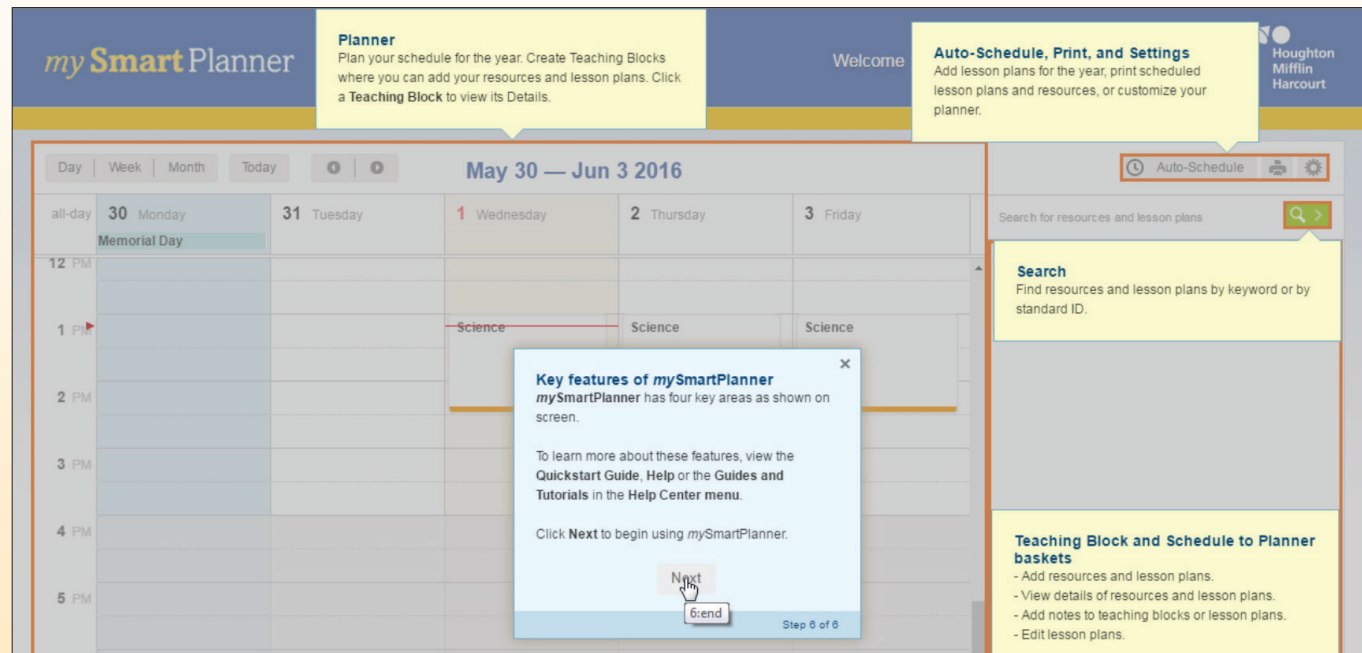 my Smart Planner
Planner
Plan your schedule for the year. Create Teaching Blocks
where you can add your resources and lesson plans. Click
a Teaching Block to view its Details.
Welcome
Auto-Schedule, Print, and Settings
Add lesson plans for the year, print scheduled
lesson plans and resources, or customize your
planner.
Houghton
Mifflin
Harcourt
Day Week Month Today
May 30 — Jun 3 2016
Auto-Schedule
all-day 30 Monday 31 Tuesday 1 Wednesday 2 Thursday 3 Friday
Memorial Day
Search for resources and lesson plans
Search
Find resources and lesson plans by keyword or by
standard ID.
12 PM
1 PM
Science Science Science
2 PM
3 PM
4 PM
5 PM
Key features of mySmartPlanner
mySmartPlanner has four key areas as shown on
screen.
To learn more about these features, view the
Quickstart Guide, Help or the Guides and
Tutorials in the Help Center menu.
Click Next to begin using mySmartPlanner.
Next
6:end
Step 6 of 6
Teaching Block and Schedule to Planner
baskets
- Add resources and lesson plans.
- View details of resources and lesson plans.
- Add notes to teaching blocks or lesson plans.
- Edit lesson plans.